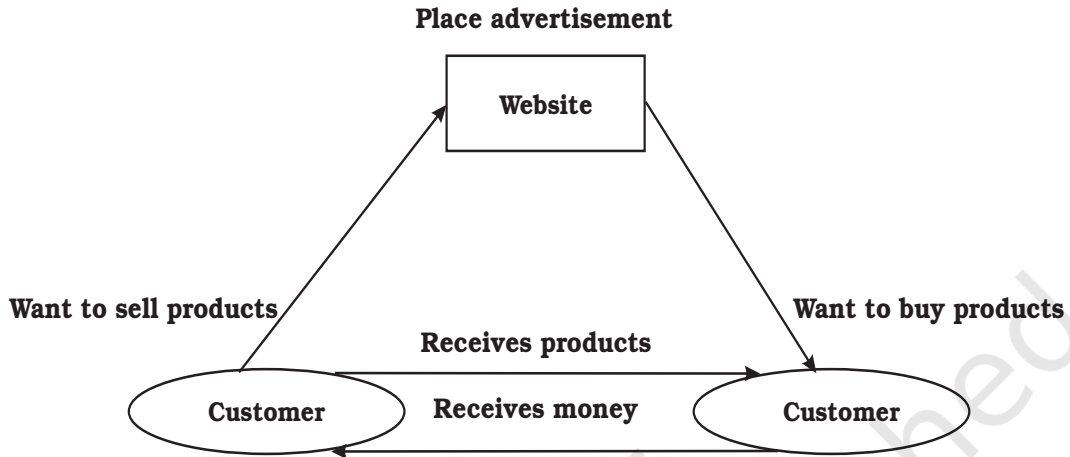 Place advertisement
Website
Want to sell products
Want to buy products
Receives products
Customer
Receives money
Customer